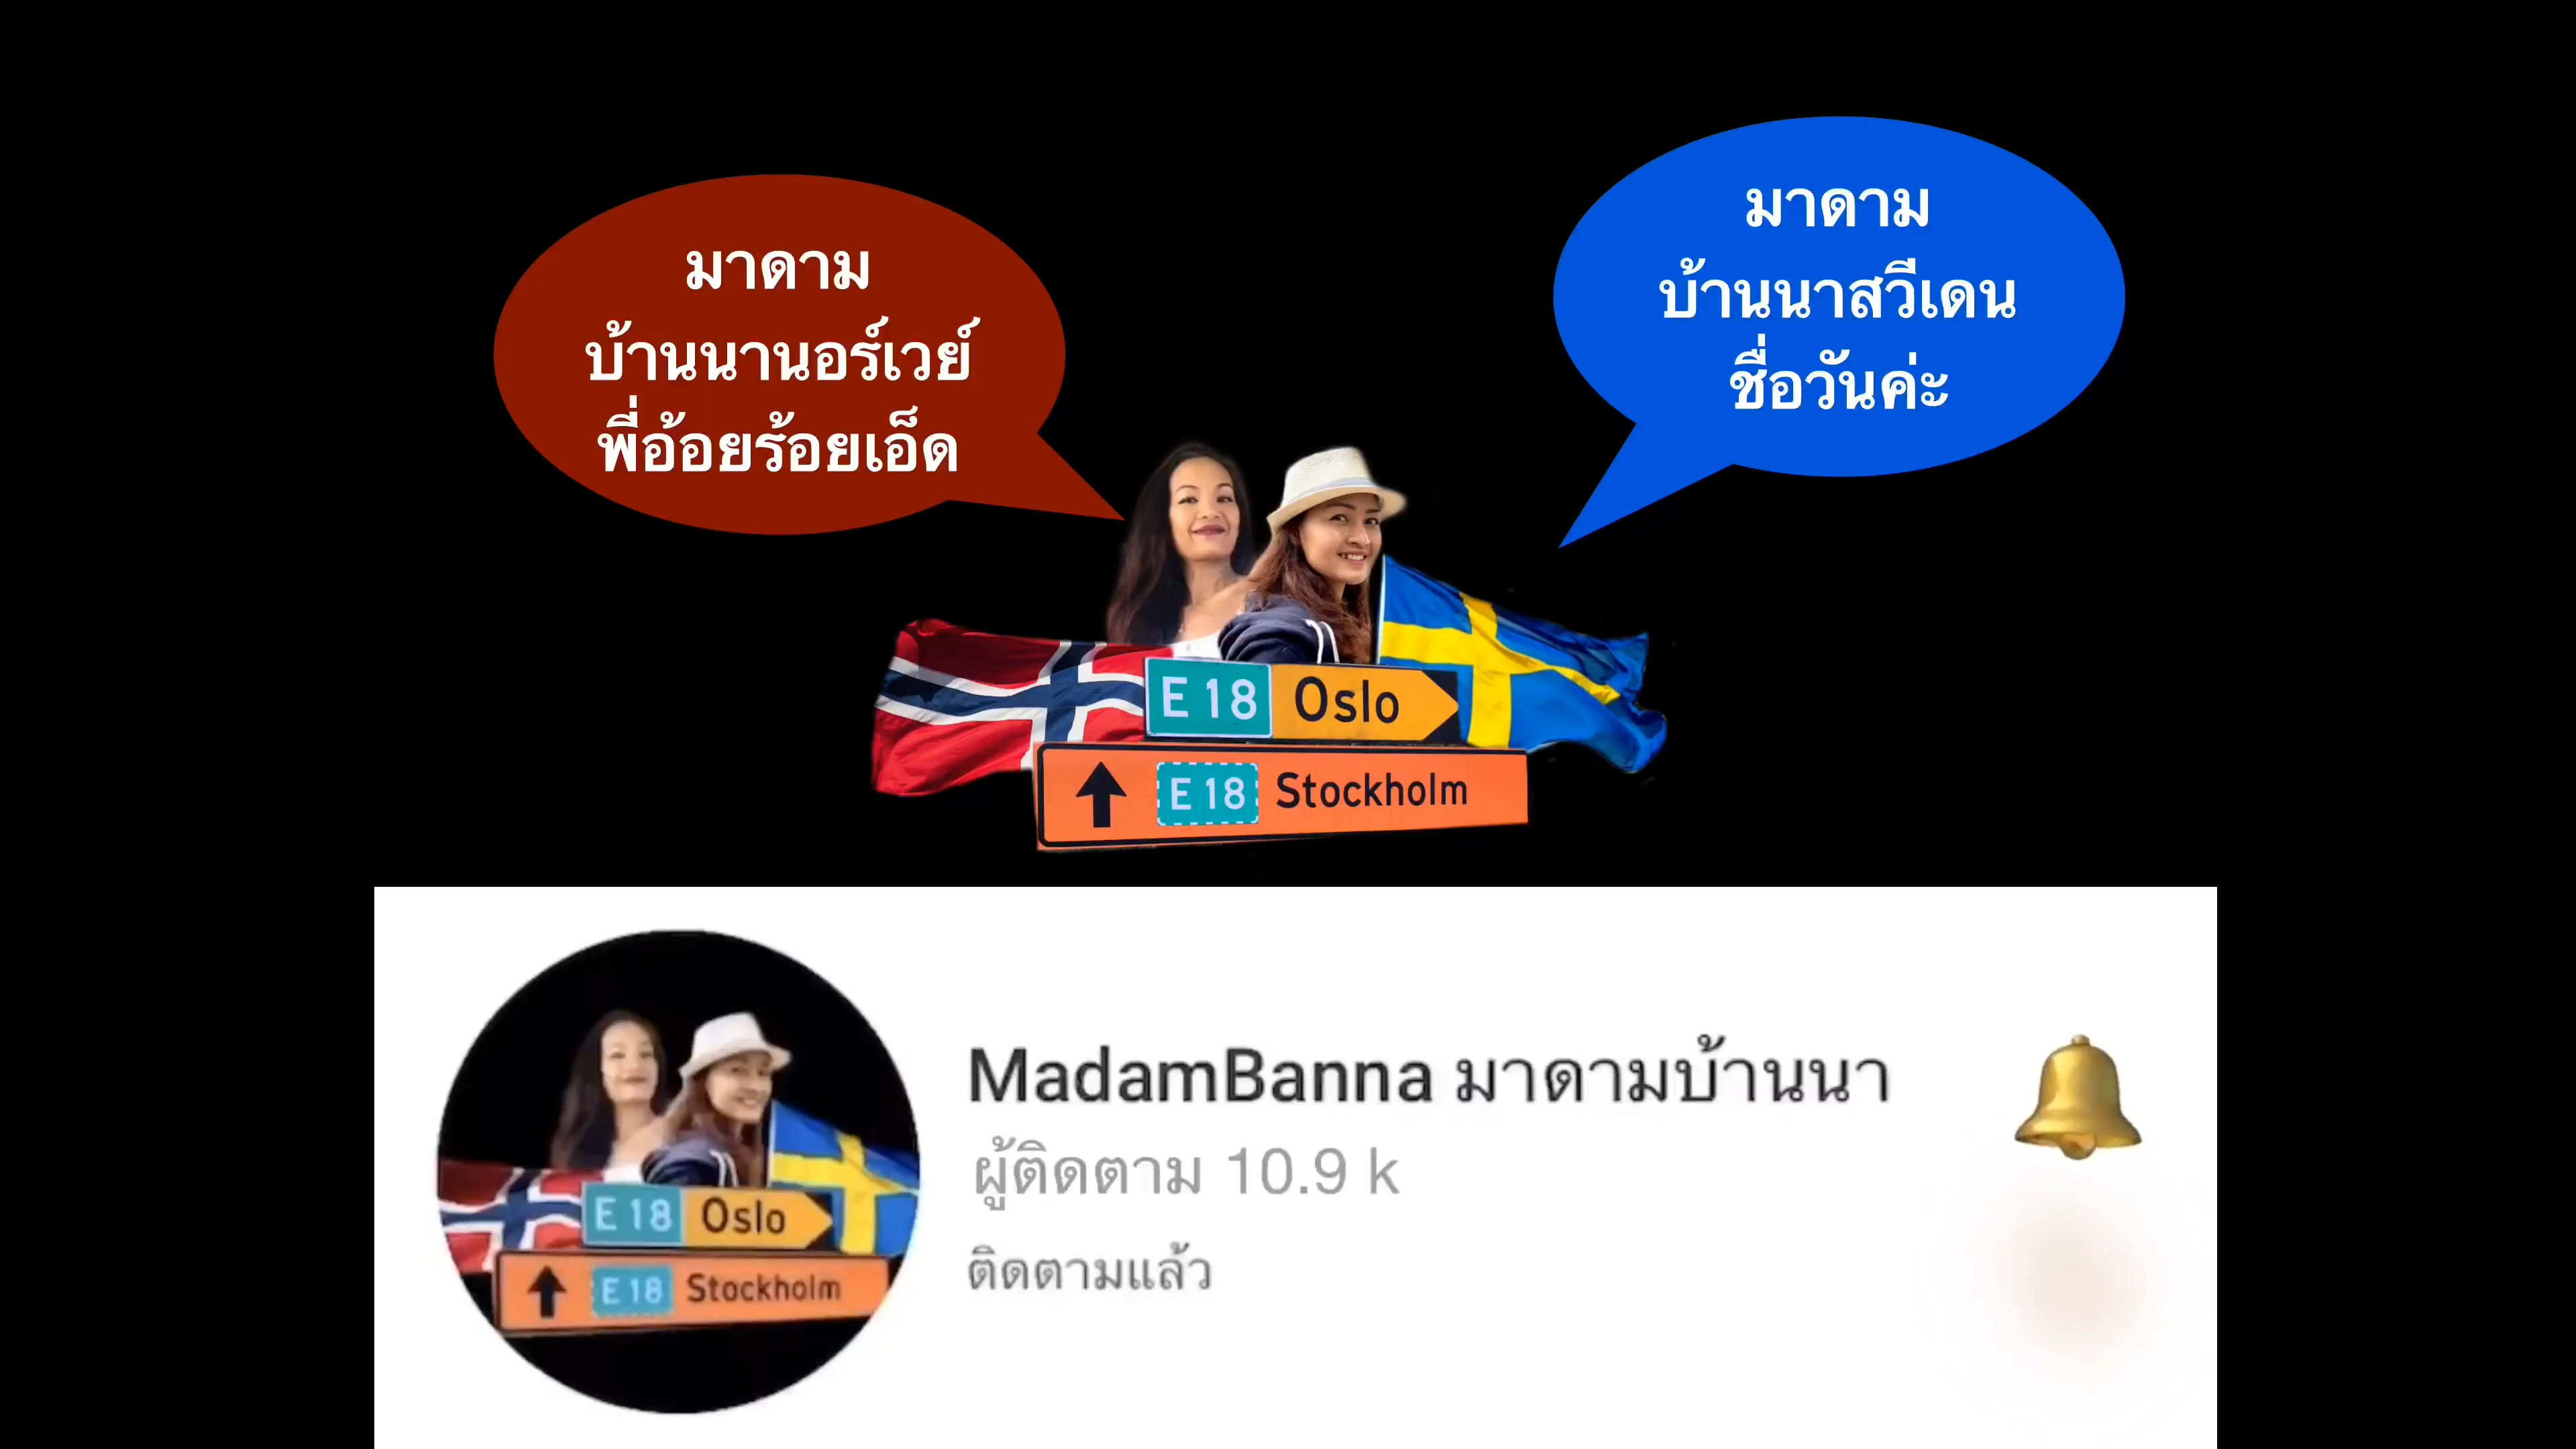 มาดาม
บ้านนานอร์เวย์
พี่อ้อยร้อยเอ็ด
มาดาม
บ้านนาสวีเดน
ชื่อวันค่ะ
E 18 Oslo
E 18 Stockholm
MadamBanna มาดามบ้านนา
ผู้ติดตาม 10.9 k
ติดตามแล้ว
E 18 Oslo
E 18 Stockholm